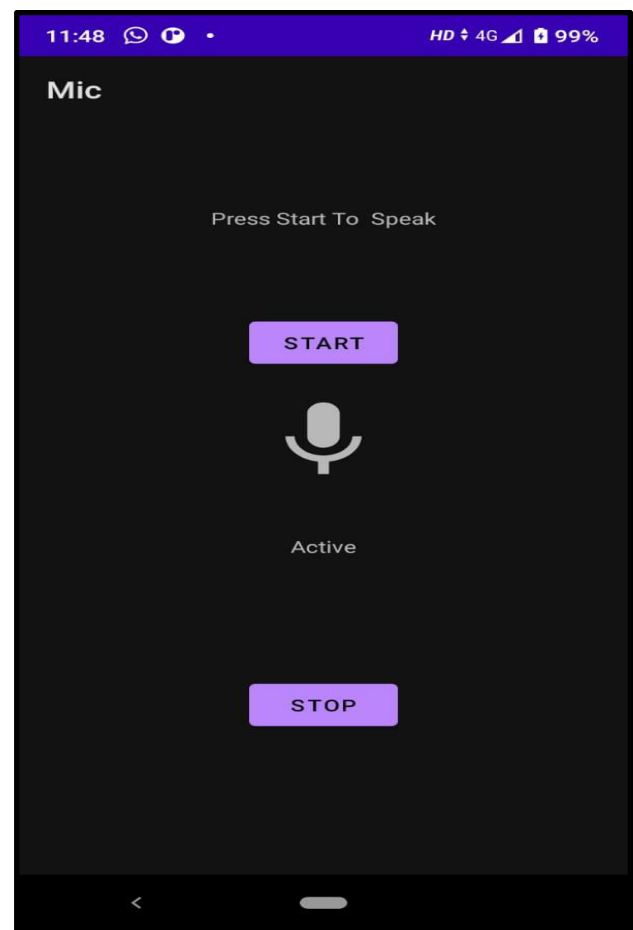 11:48 HD 4G 99%
Mic
Press Start To Speak
START
Active
STOP